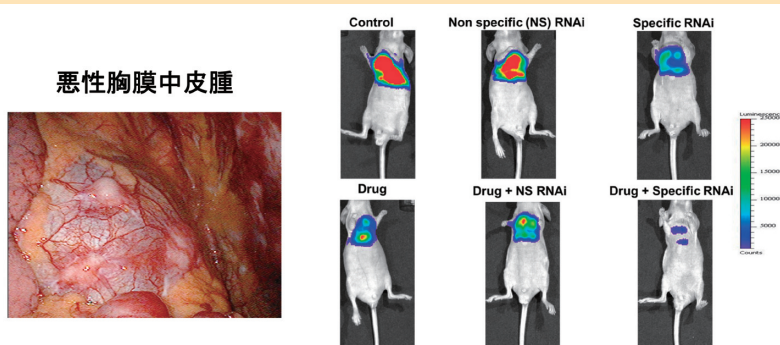 悪性胸膜中皮腫
Control
Non specific (NS) RNAi
Specific RNAi
Drug
Drug + NS RNAi
Drug + Specific RNAi
Luminescence
25000
20000
15000
10000
5000
Counts